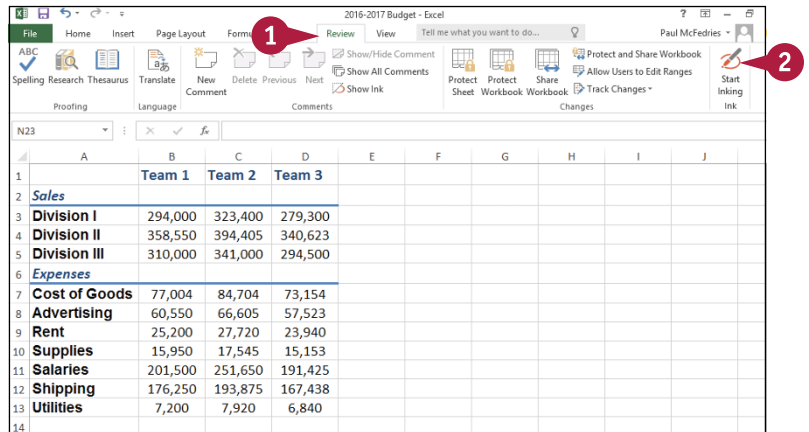 2016-2017 Budget - Excel
?
File Home Insert Page Layout Formu 1 Review View Tell me what you want to do... Paul McFedries
ABC
Spelling Research Thesaurus
Proofing
Translate
Language
New Comment Delete Previous Next
Show/Hide Comment
Show All Comments
Show Ink
Comments
Protect Sheet
Protect Workbook
Share Workbook
Protect and Share Workbook
Allow Users to Edit Ranges
Track Changes
Changes
Start Inking
Ink
2
N23 fx
A B C D E F G H I J
1 Team 1 Team 2 Team 3
2 Sales
3 Division I 294,000 323,400 279,300
4 Division II 358,550 394,405 340,623
5 Division III 310,000 341,000 294,500
6 Expenses
7 Cost of Goods 77,004 84,704 73,154
8 Advertising 60,550 66,605 57,523
9 Rent 25,200 27,720 23,940
10 Supplies 15,950 17,545 15,153
11 Salaries 201,500 251,650 191,425
12 Shipping 176,250 193,875 167,438
13 Utilities 7,200 7,920 6,840
14